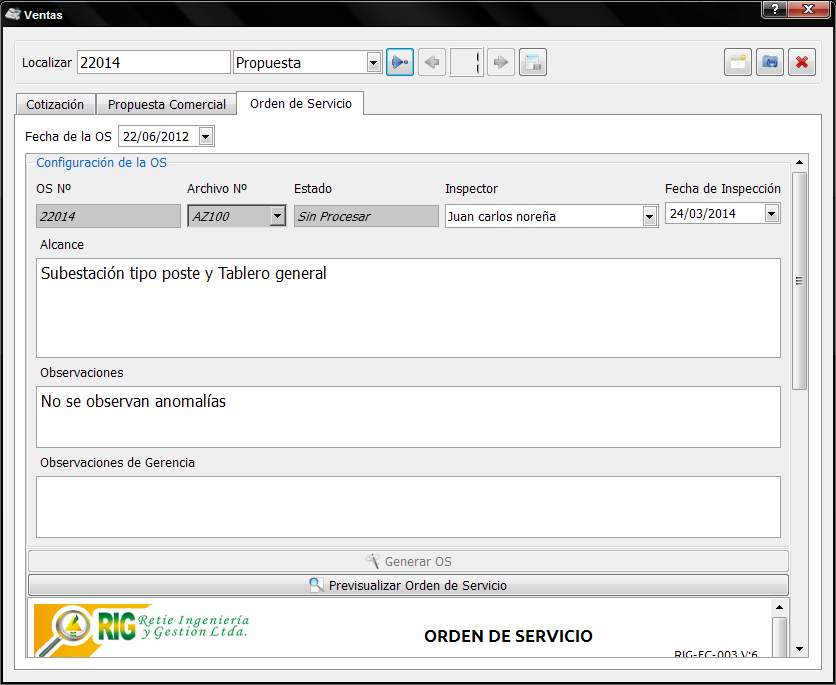 Ventas
Localizar 22014 Propuesta
Cotización Propuesta Comercial Orden de Servicio
Fecha de la OS 22/06/2012
Configuración de la OS
OS Nº Archivo Nº Estado Inspector Fecha de Inspección
22014 AZ100 Sin Procesar Juan carlos noreña 24/03/2014
Alcance
Subestación tipo poste y Tablero general
Observaciones
No se observan anomalías
Observaciones de Gerencia
Generar OS
Previsualizar Orden de Servicio
RIG Retie Ingeniería
y Gestión Ltda.
ORDEN DE SERVICIO
RIG-FC-003 V:6